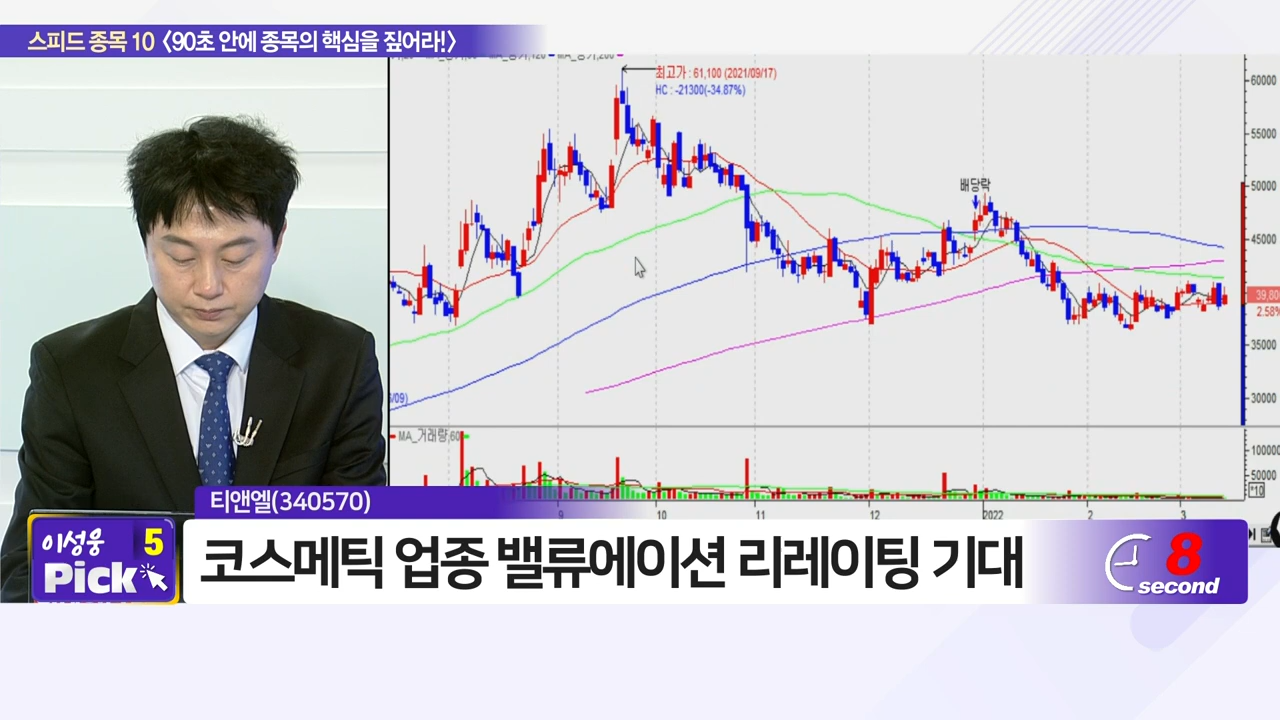 스피드 종목 10 <90초 안에 종목의 핵심을 짚어라!>
최고가 : 61,100 (2021/09/17)
HC : -21300(-34.87%)
60000
55000
배당락
50000
45000
39,80
2.58%
35000
/09)
30000
MA_거래량,60
100000
50000
*10
티앤엘(340570)
9
10
11
12
2022
2
3
이성웅 5
Pick
코스메틱 업종 밸류에이션 리레이팅 기대
8
second